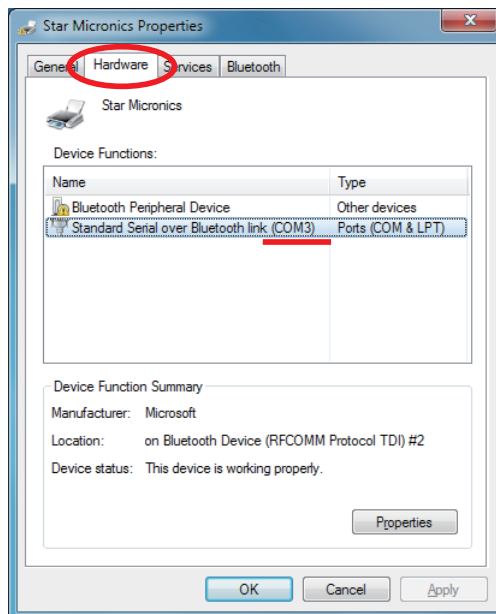 Star Micronics Properties
General Hardware Services Bluetooth
Star Micronics
Device Functions:
Name Type
Bluetooth Peripheral Device Other devices
Standard Serial over Bluetooth link (COM3) Ports (COM & LPT)
Device Function Summary
Manufacturer: Microsoft
Location: on Bluetooth Device (RFCOMM Protocol TDI) #2
Device status: This device is working properly.
Properties
OK Cancel Apply